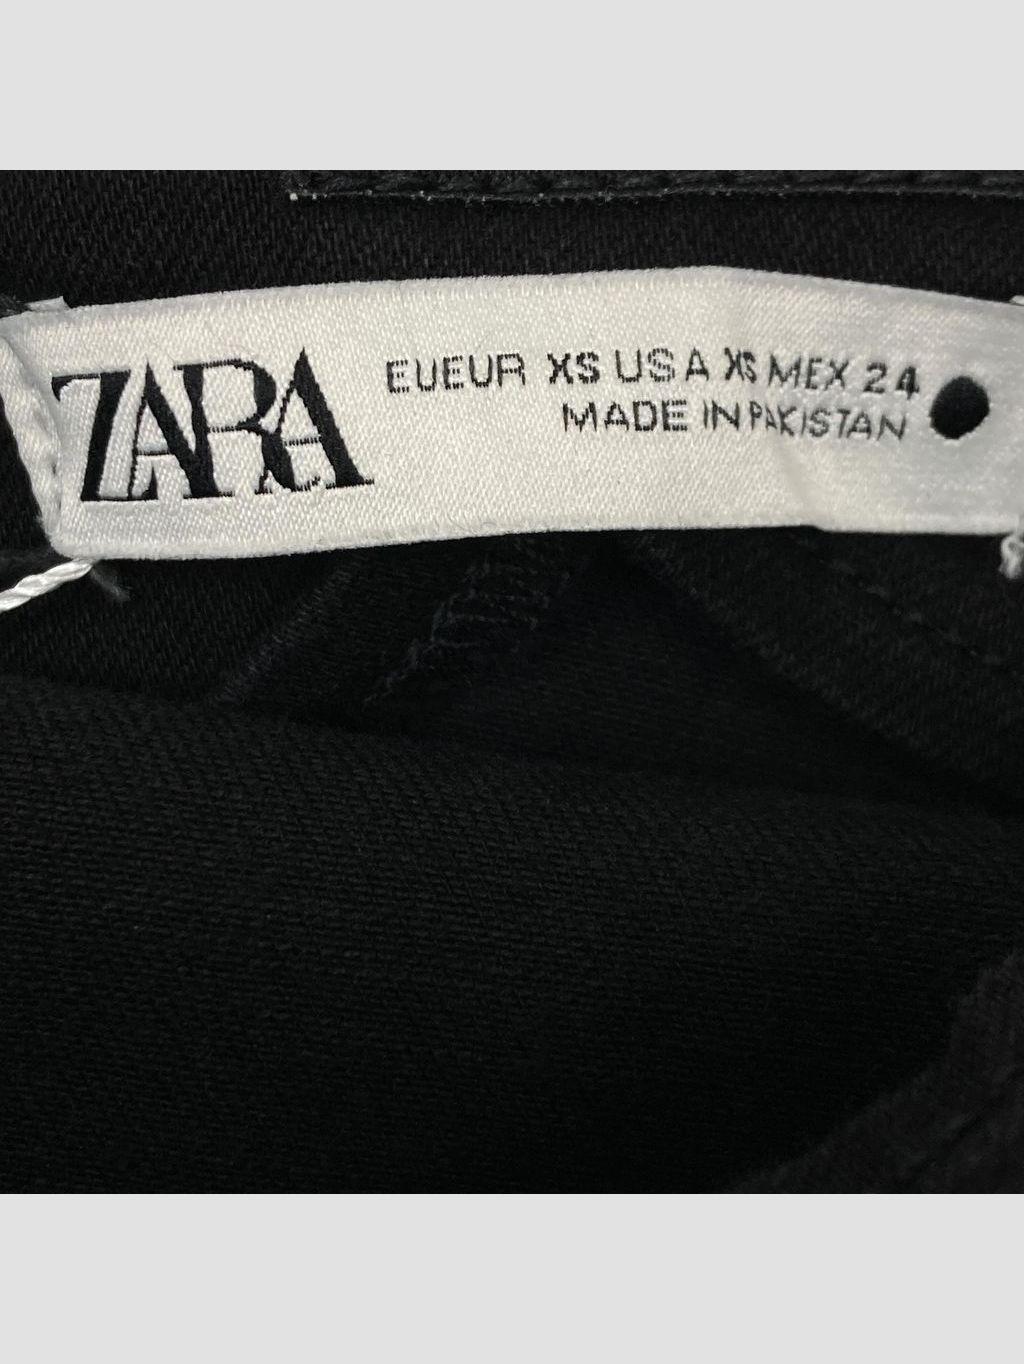 ZARA
EUEUR XS USA XS MEX 24
MADE IN PAKISTAN